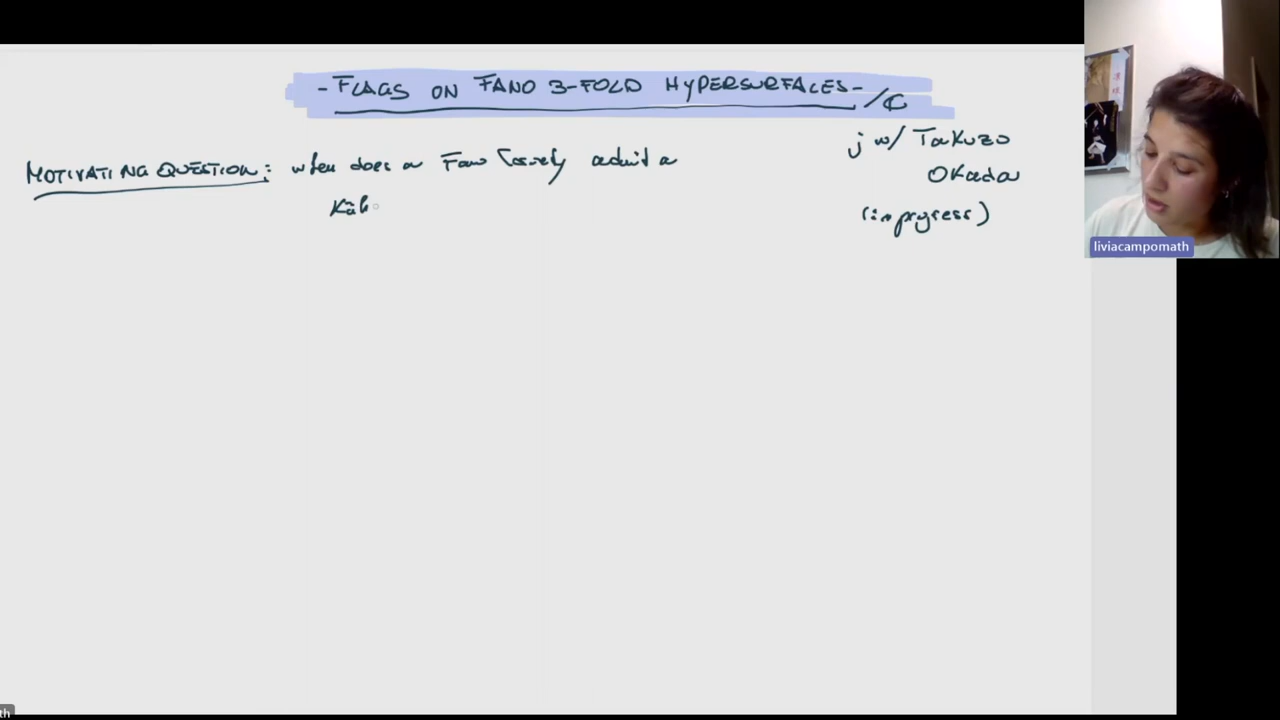 - FLAGS ON FANO 3-FOLD HYPERSURFACES - /ℂ
j w/ Takuzo
Okada
(in progress)
MOTIVATING QUESTION: when does a Fano variety admit a
Käh
liviacampomath
th